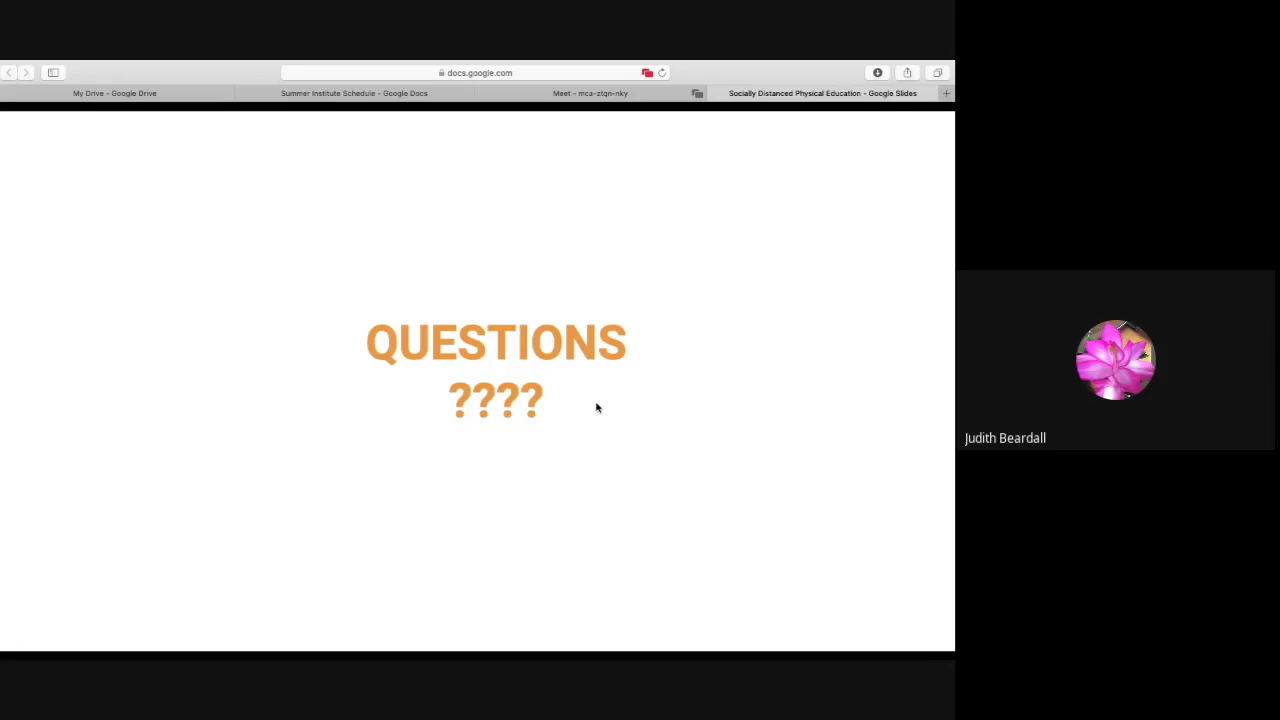 docs.google.com
My Drive - Google Drive
Summer Institute Schedule - Google Docs
Meet - mca-ztqn-nky
Socially Distanced Physical Education - Google Slides
QUESTIONS
????
Judith Beardall